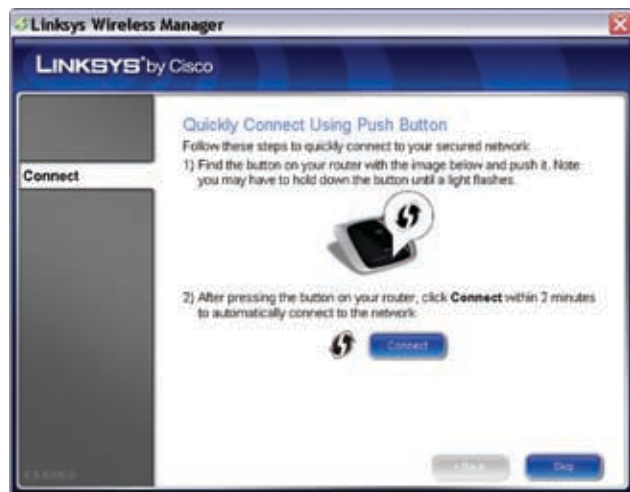 Linksys Wireless Manager
LINKSYS® by Cisco
Connect
Quickly Connect Using Push Button
Follow these steps to quickly connect to your secured network
1) Find the button on your router with the image below and push it. Note
you may have to hold down the button until a light flashes.
2) After pressing the button on your router, click Connect within 2 minutes
to automatically connect to the network
Connect
< Back
Skip